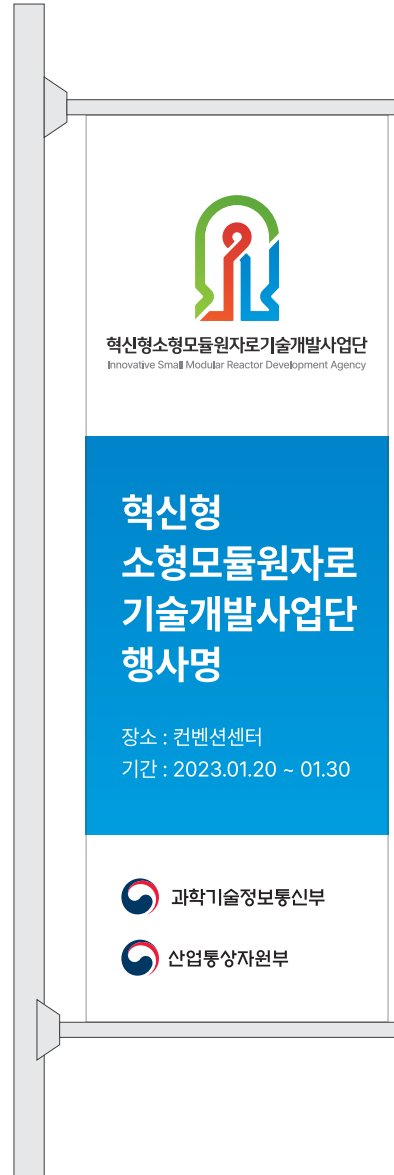 혁신형소형모듈원자로기술개발사업단
Innovative Small Modular Reactor Development Agency
혁신형
소형모듈원자로
기술개발사업단
행사명
장소 : 컨벤션센터
기간 : 2023.01.20 ~ 01.30
과학기술정보통신부
산업통상자원부